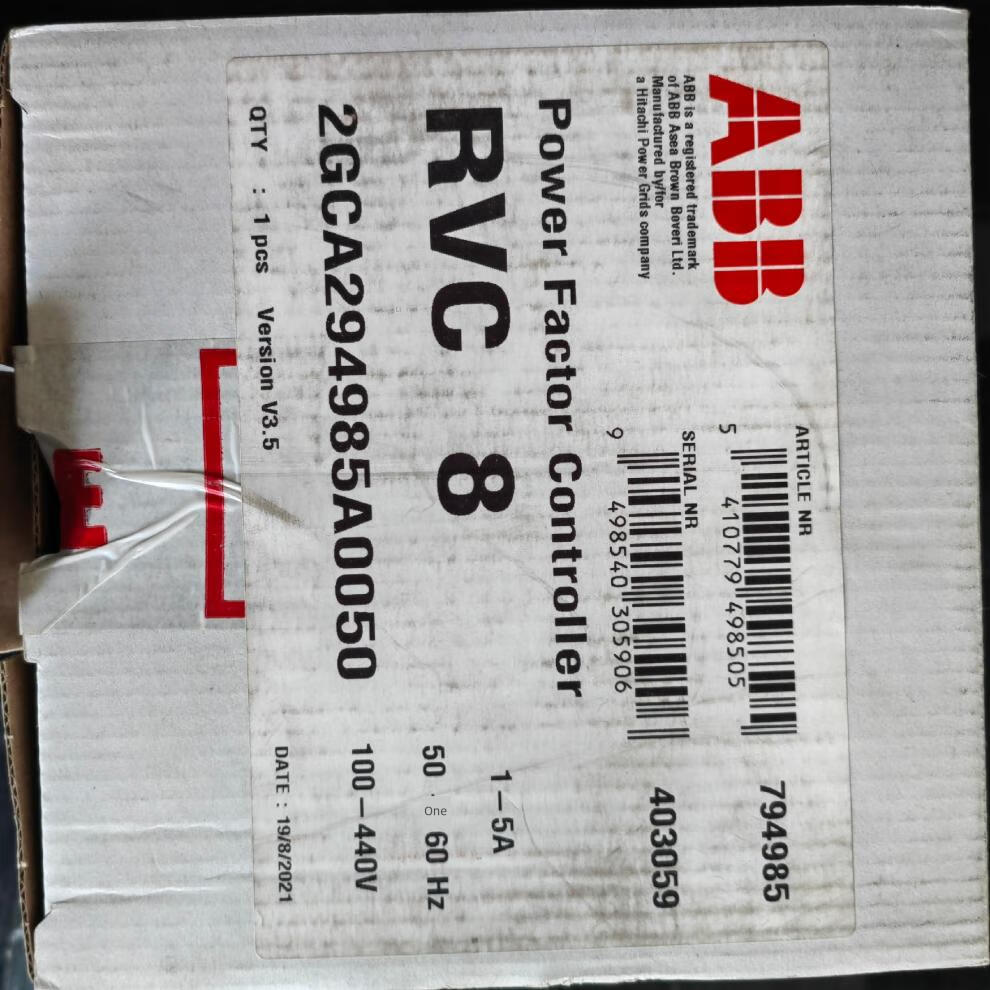 ABB
ABB is a registered trademark
of ABB Asea Brown Boveri Ltd.
Manufactured by/for
a Hitachi Power Grids company
ARTICLE NR
5 410779 498505
794985
SERIAL NR
9 498540 305906
403059
Power Factor Controller
RVC 8
1-5A
50 · One 60 Hz
2GCA294985A0050
100-440V
QTY : 1 pcs Version V3.5
DATE : 19/8/2021
E